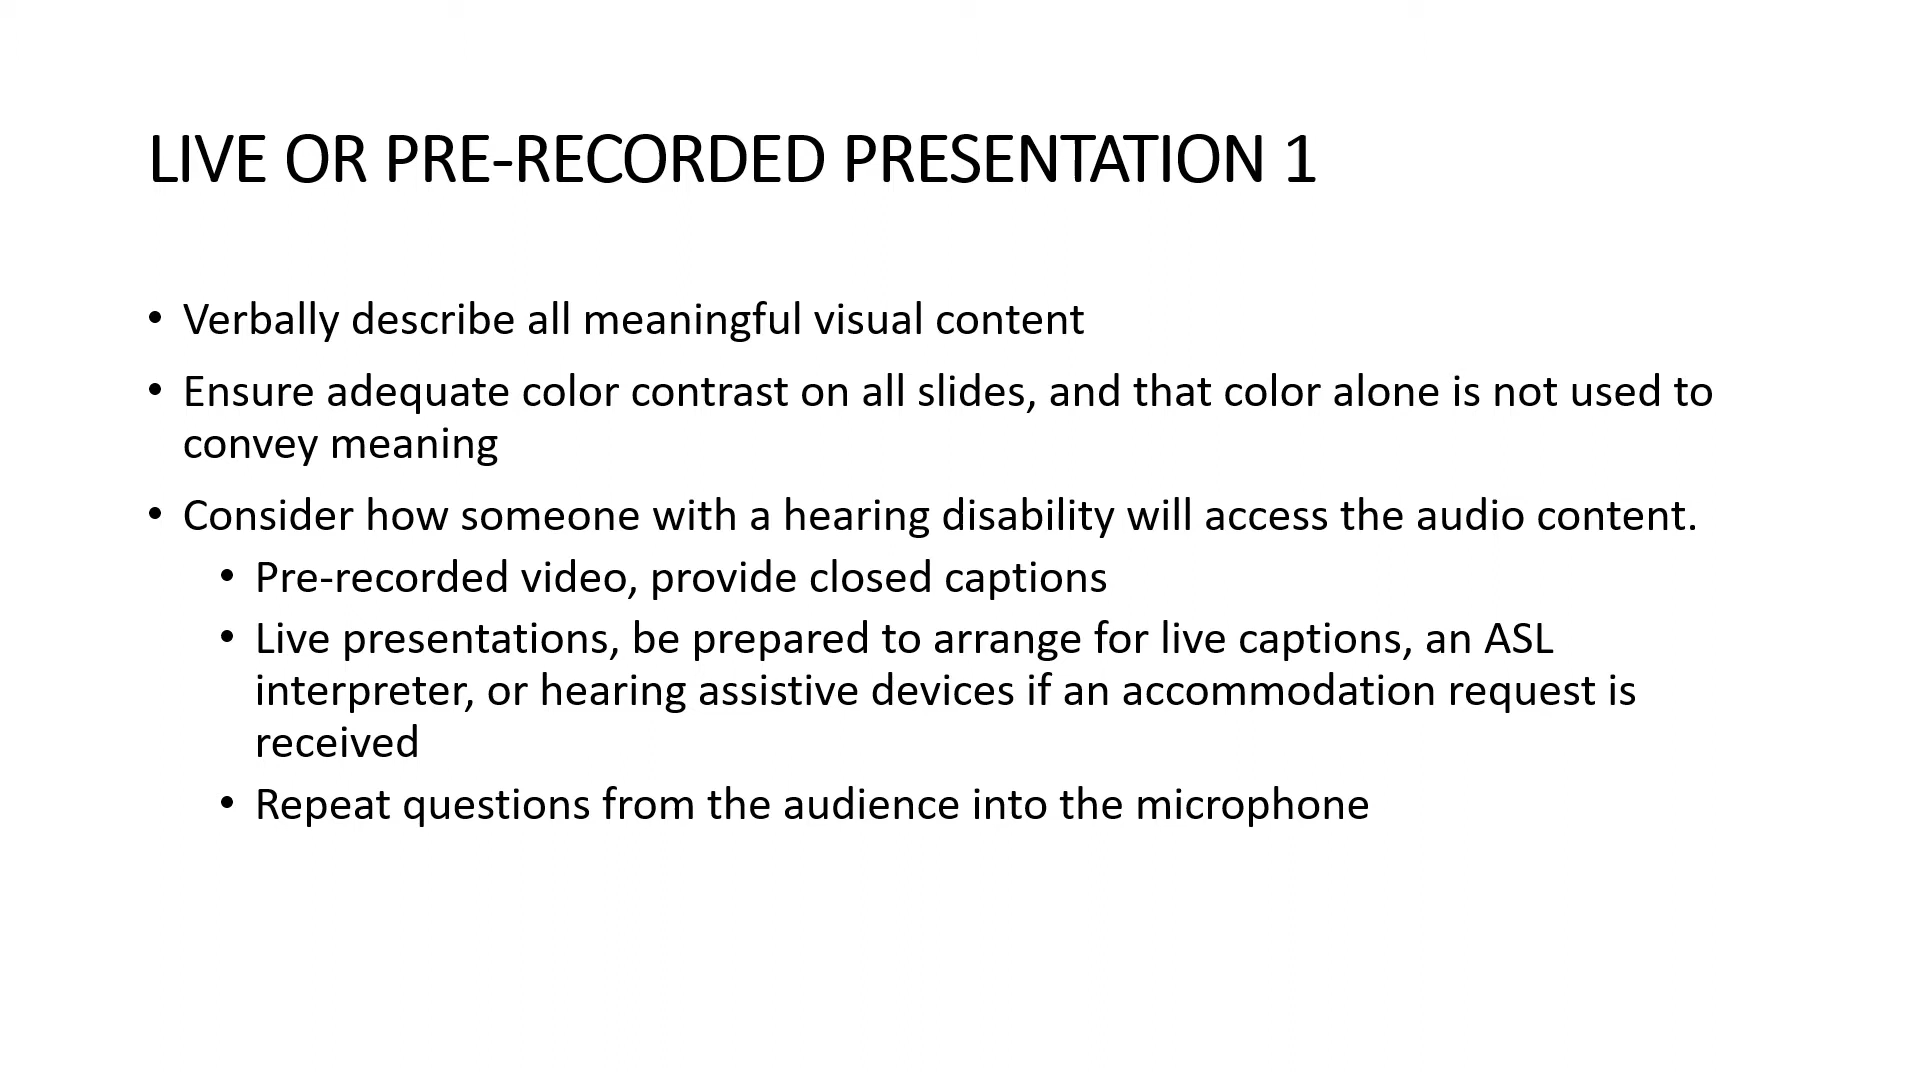 LIVE OR PRE-RECORDED PRESENTATION 1
• Verbally describe all meaningful visual content
• Ensure adequate color contrast on all slides, and that color alone is not used to
convey meaning
• Consider how someone with a hearing disability will access the audio content.
• Pre-recorded video, provide closed captions
• Live presentations, be prepared to arrange for live captions, an ASL
interpreter, or hearing assistive devices if an accommodation request is
received
• Repeat questions from the audience into the microphone